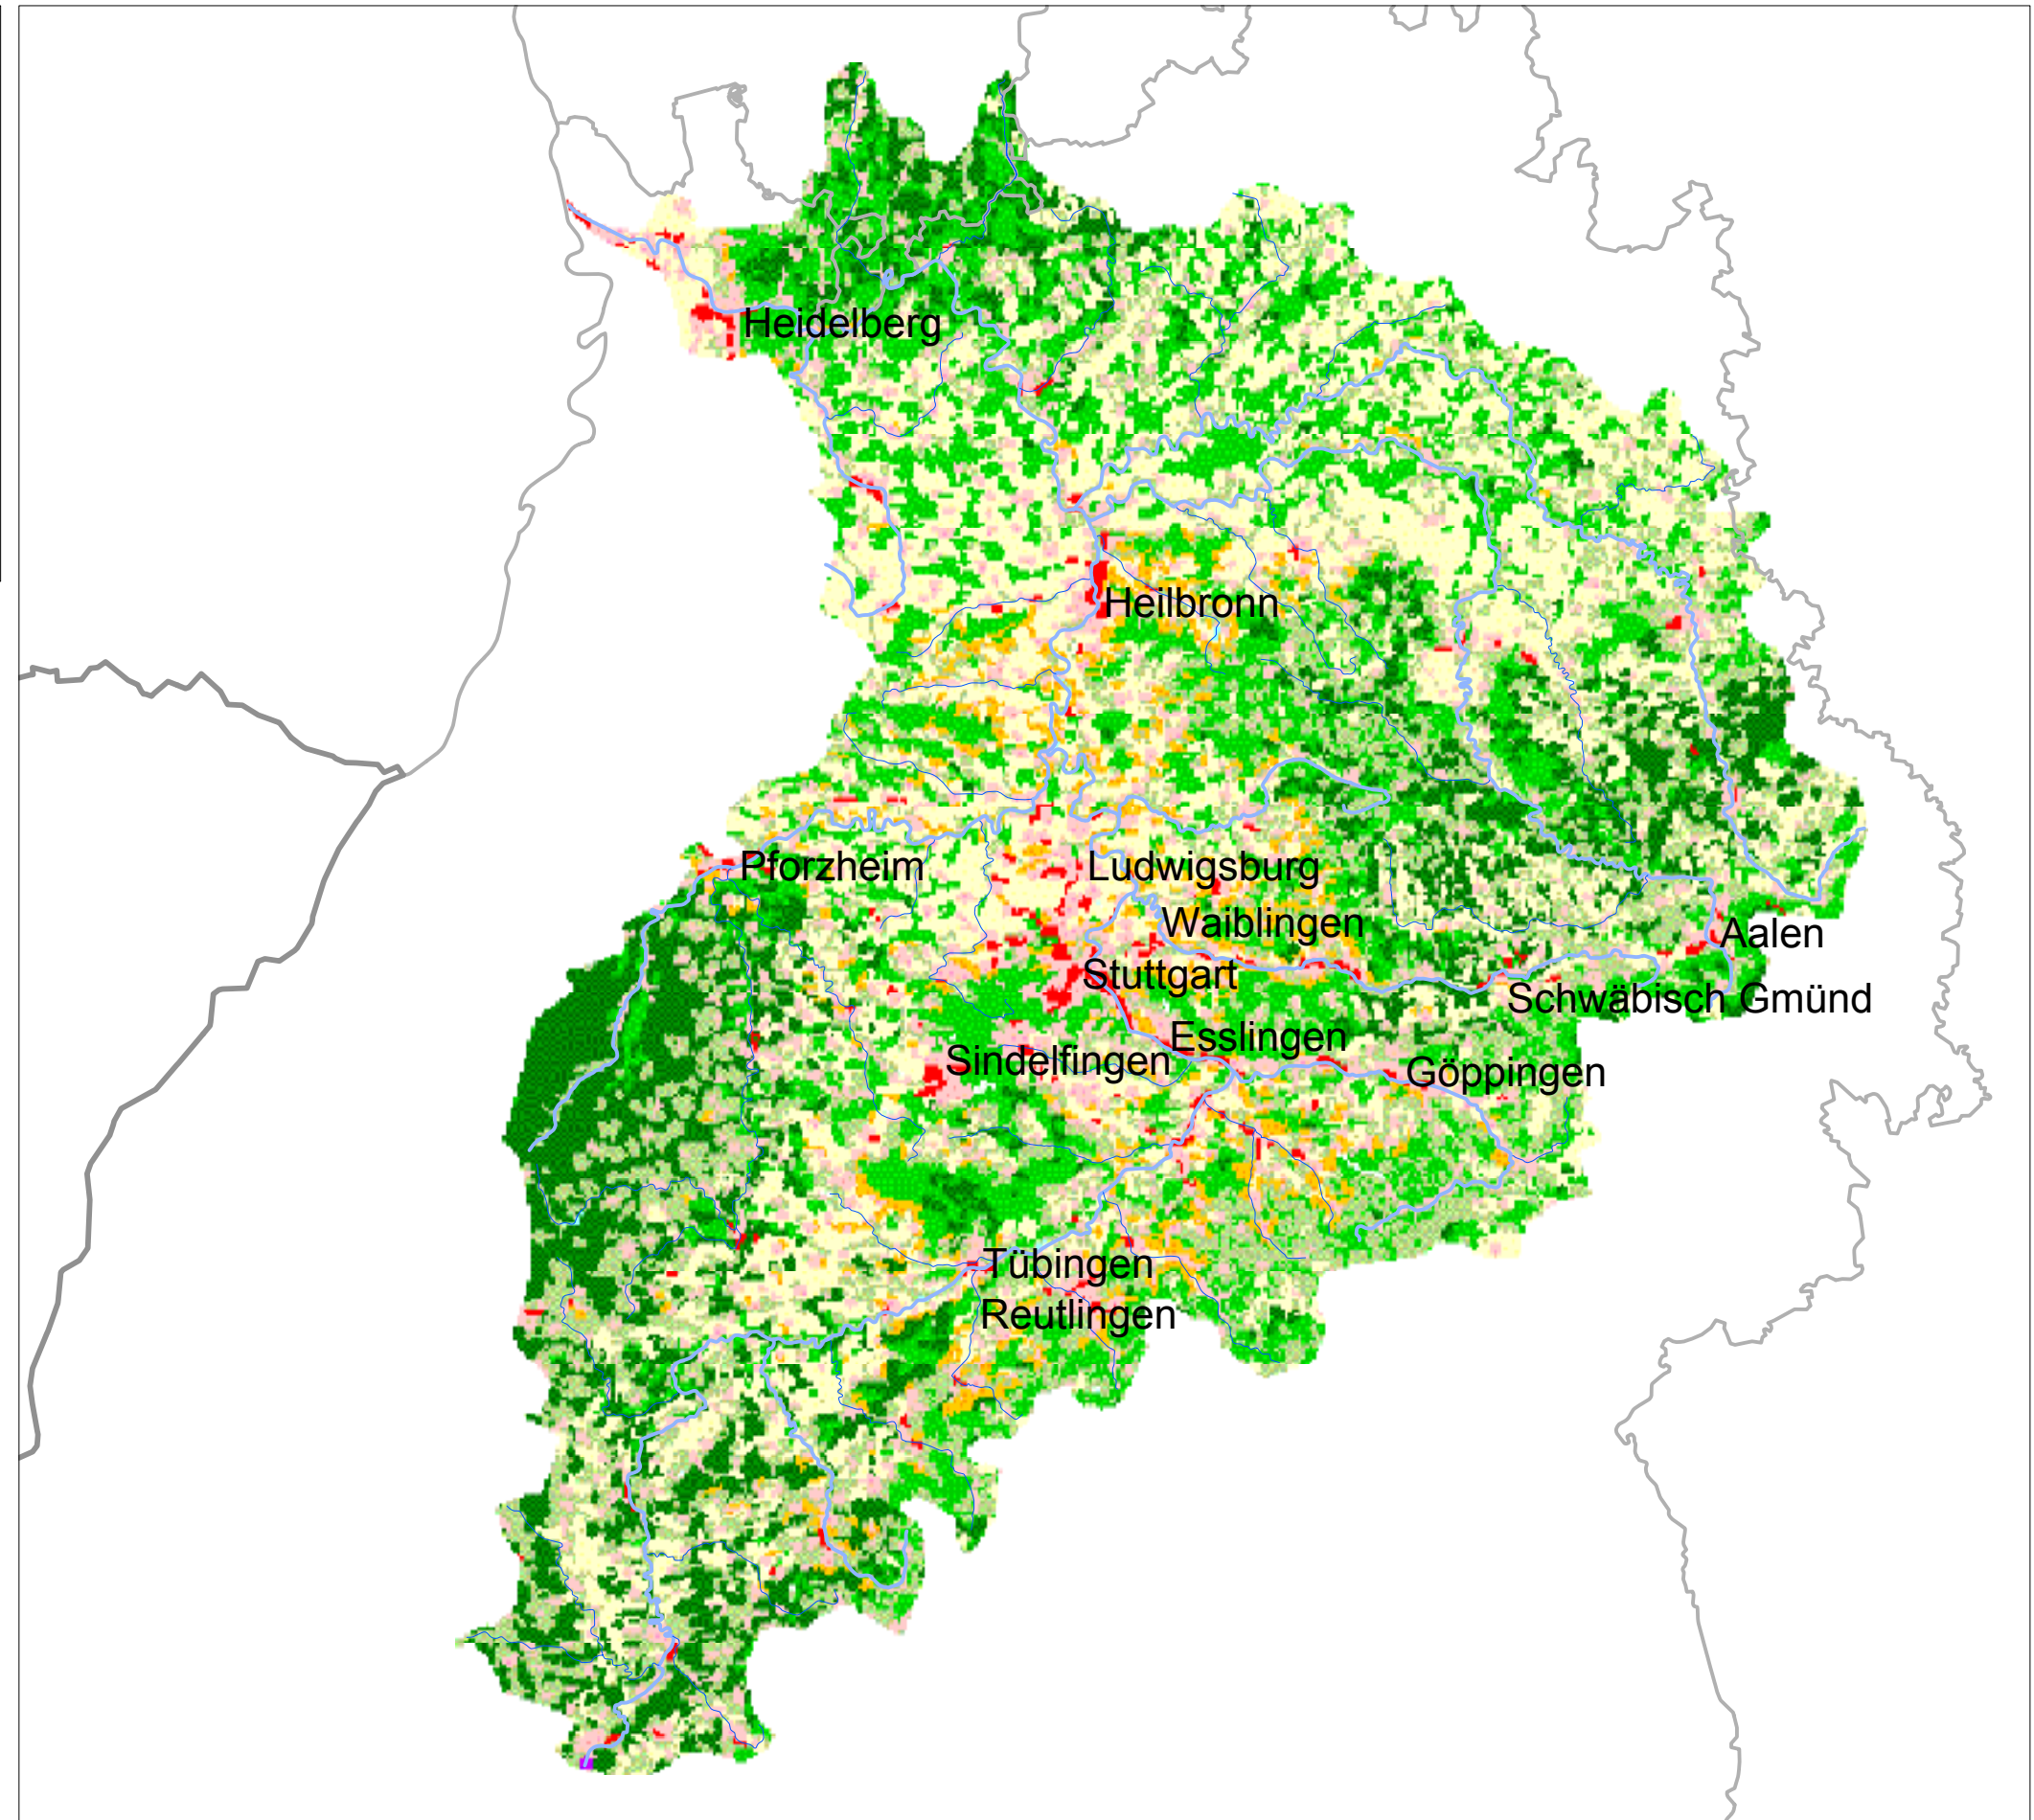 Heidelberg
Heilbronn
Pforzheim
Ludwigsburg
Waiblingen
Aalen
Stuttgart
Schwäbisch Gmünd
Esslingen
Sindelfingen
Göppingen
Tübingen
Reutlingen